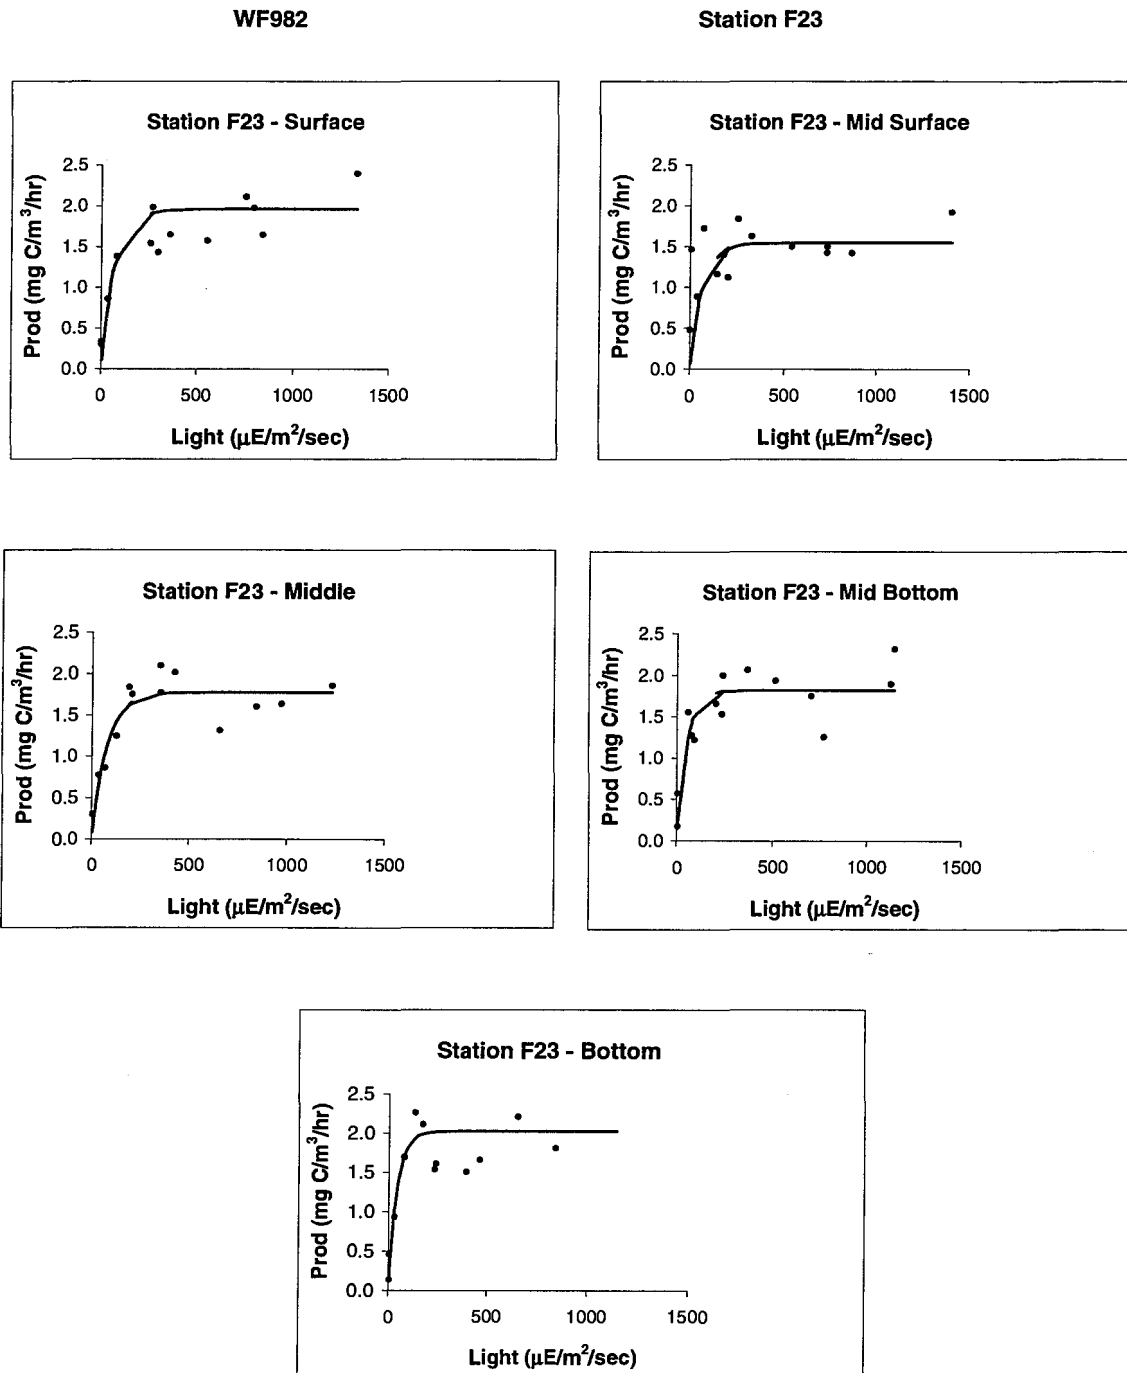 WF982 Station F23
Station F23 - Surface
Prod (mg C/m³/hr)
2.5
2.0
1.5
1.0
0.5
0.0
0 500 1000 1500
Light (µE/m²/sec)
Station F23 - Mid Surface
Prod (mg C/m³/hr)
2.5
2.0
1.5
1.0
0.5
0.0
0 500 1000 1500
Light (µE/m²/sec)
Station F23 - Middle
Prod (mg C/m³/hr)
2.5
2.0
1.5
1.0
0.5
0.0
0 500 1000 1500
Light (µE/m²/sec)
Station F23 - Mid Bottom
Prod (mg C/m³/hr)
2.5
2.0
1.5
1.0
0.5
0.0
0 500 1000 1500
Light (µE/m²/sec)
Station F23 - Bottom
Prod (mg C/m³/hr)
2.5
2.0
1.5
1.0
0.5
0.0
0 500 1000 1500
Light (µE/m²/sec)